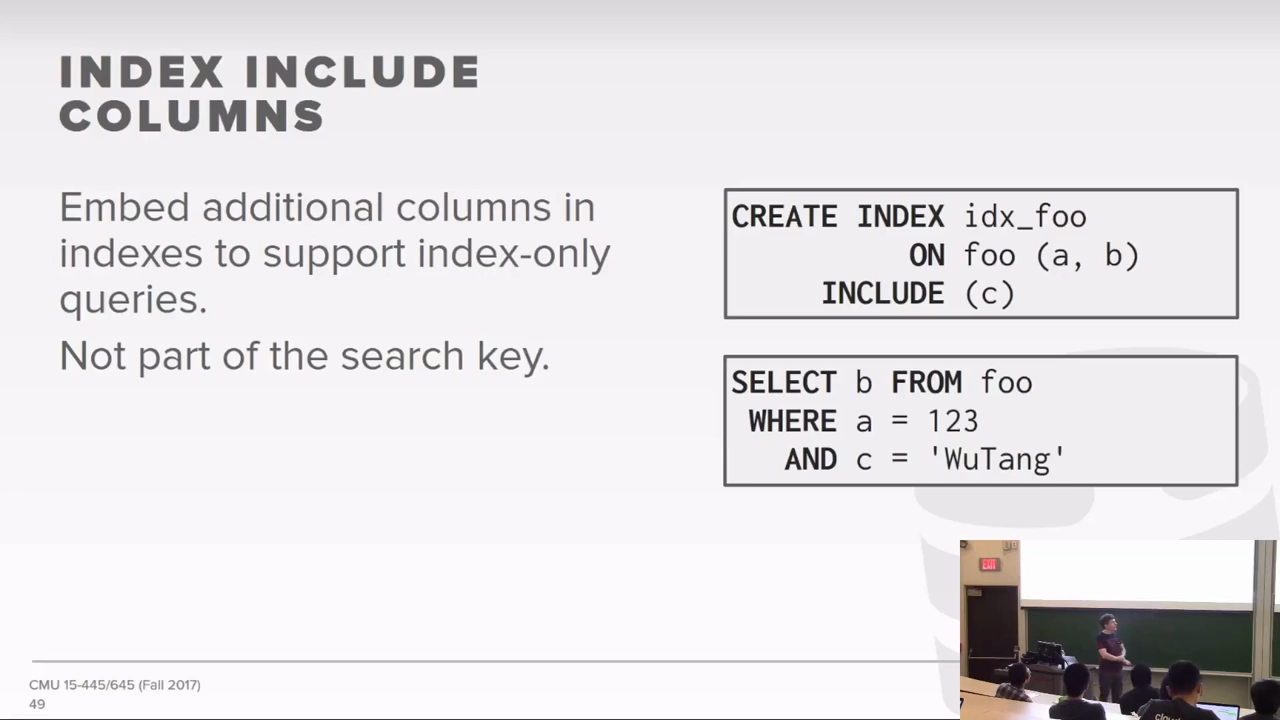 INDEX INCLUDE
COLUMNS
Embed additional columns in
indexes to support index-only
queries.
Not part of the search key.
CREATE INDEX idx_foo
ON foo (a, b)
INCLUDE (c)
SELECT b FROM foo
WHERE a = 123
AND c = 'WuTang'
EXIT
CMU 15-445/645 (Fall 2017)
49